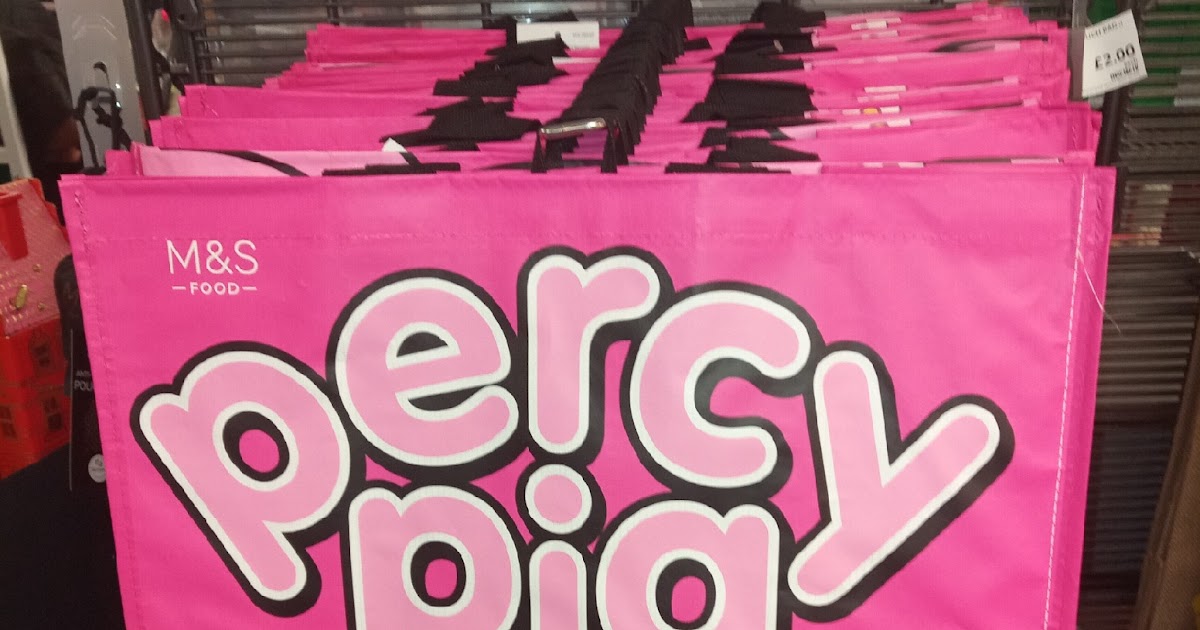 £2.00
M&S
FOOD
percy
pig